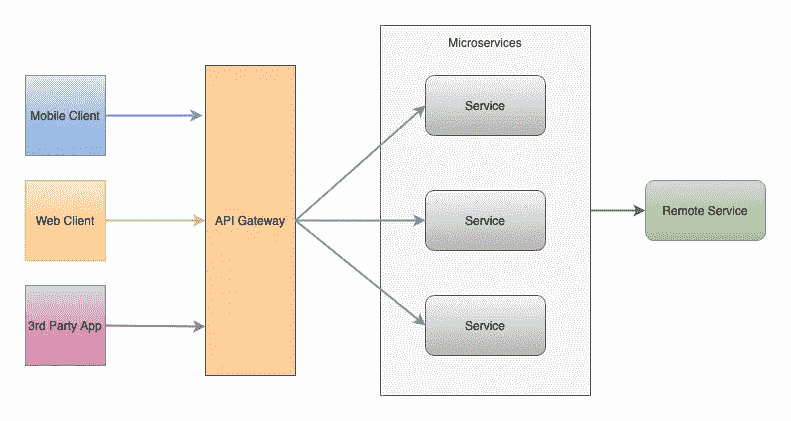 Microservices
Mobile Client
Web Client
3rd Party App
API Gateway
Service
Service
Service
Remote Service